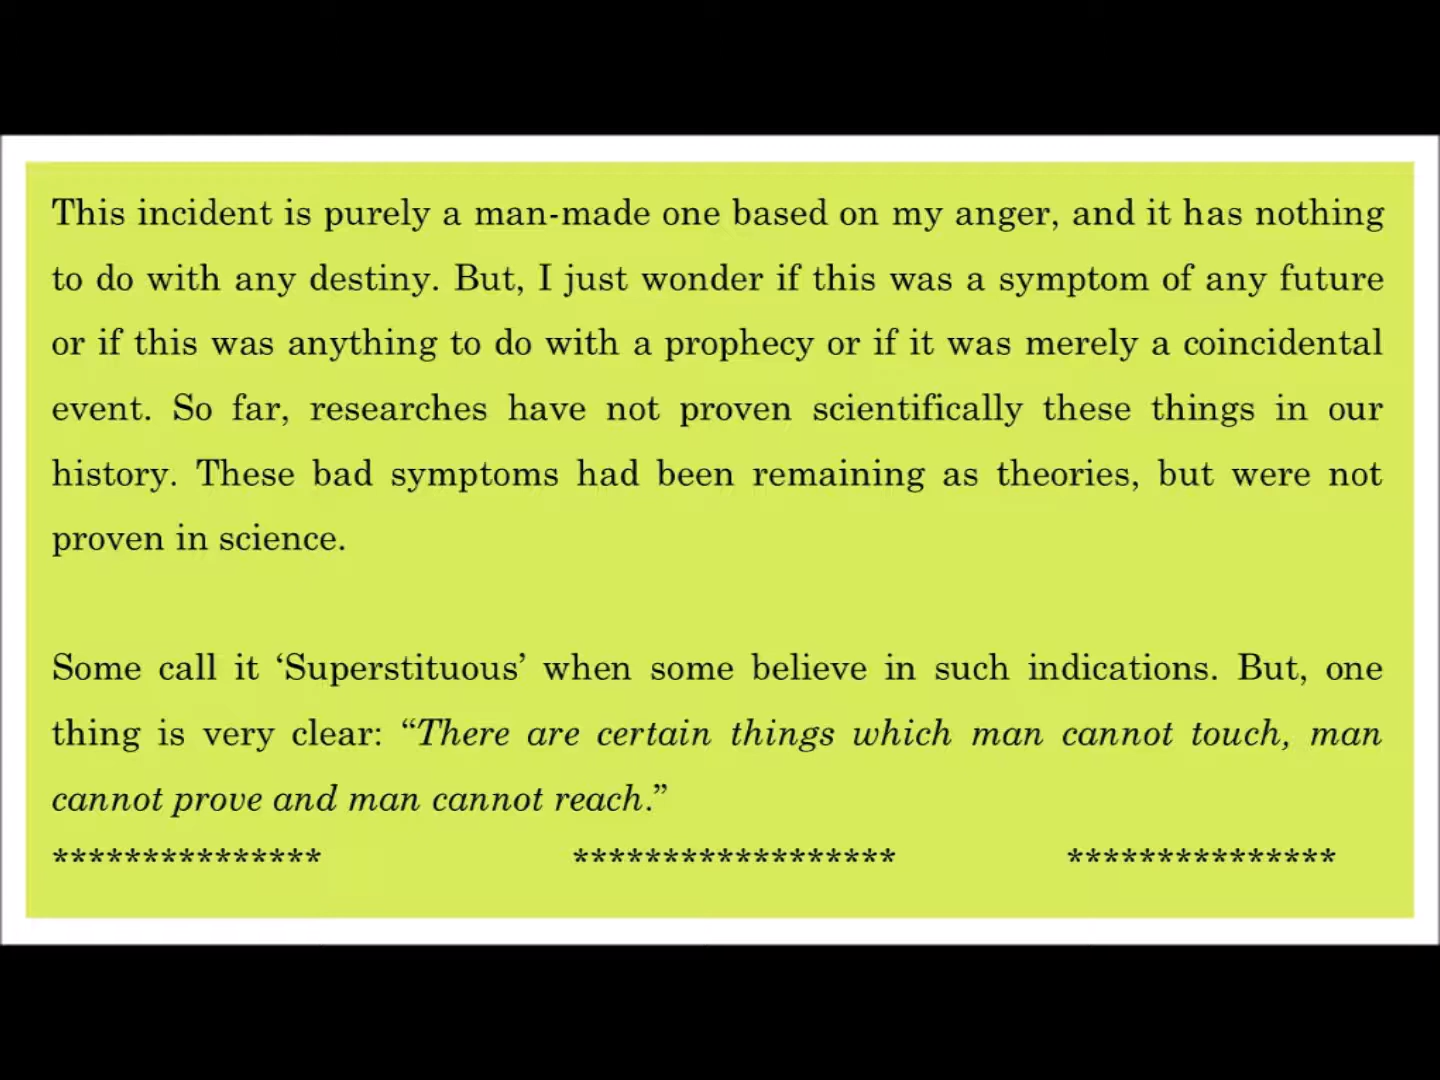 This incident is purely a man-made one based on my anger, and it has nothing
to do with any destiny. But, I just wonder if this was a symptom of any future
or if this was anything to do with a prophecy or if it was merely a coincidental
event. So far, researches have not proven scientifically these things in our
history. These bad symptoms had been remaining as theories, but were not
proven in science.
Some call it ‘Superstituous’ when some believe in such indications. But, one
thing is very clear: “There are certain things which man cannot touch, man
cannot prove and man cannot reach.”
*************** ****************** ***************